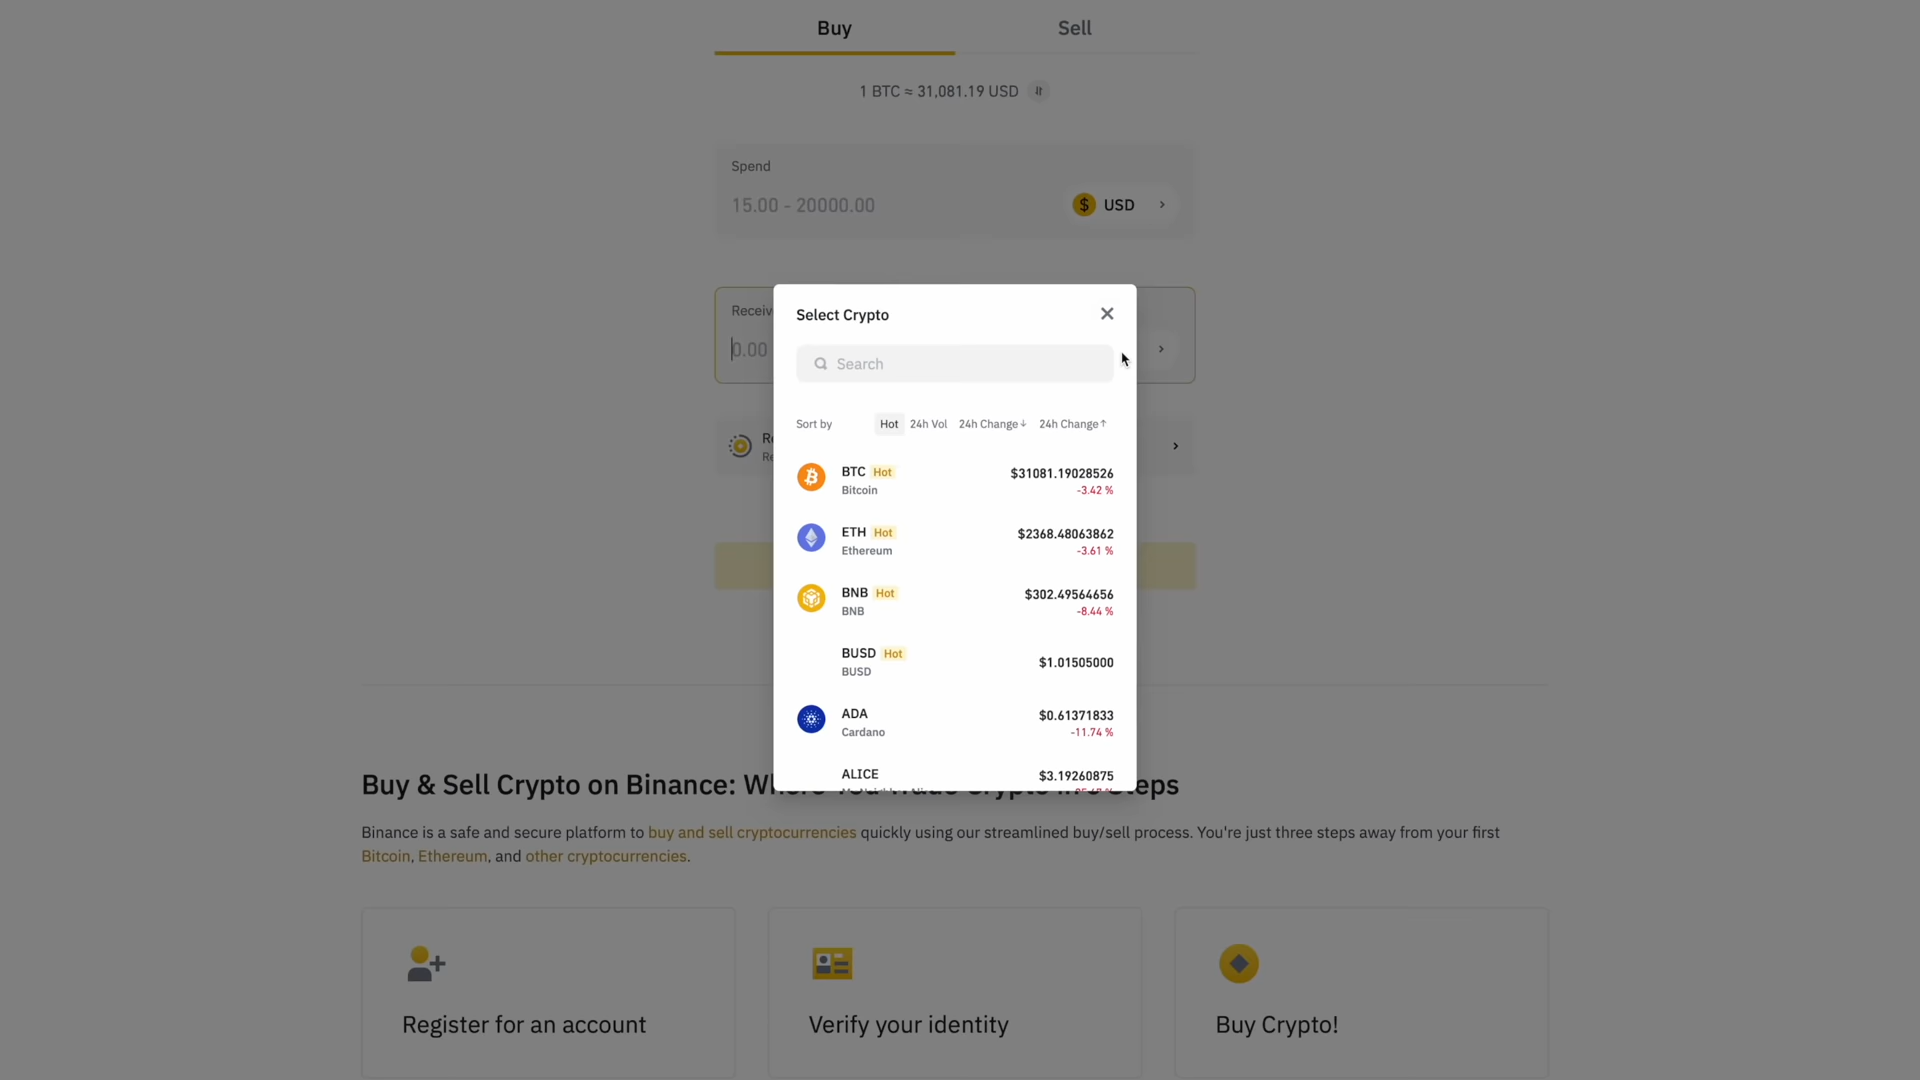 Buy
Sell
1 BTC ≈ 31,081.19 USD
Spend
15.00 - 20000.00
$ USD
Receiv
0.00
Select Crypto
Search
Sort by
Hot
24h Vol
24h Change↓
24h Change↑
BTC Hot
$31081.19028526
Bitcoin
-3.42 %
ETH Hot
$2368.48063862
Ethereum
-3.61 %
BNB Hot
$302.49564656
BNB
-8.44 %
BUSD Hot
$1.01505000
BUSD
ADA
$0.61371833
Cardano
-11.74 %
ALICE
$3.19260875
Buy & Sell Crypto on Binance:
Binance is a safe and secure platform to buy and sell cryptocurrencies quickly using our streamlined buy/sell process. You're just three steps away from your first
Bitcoin, Ethereum, and other cryptocurrencies.
Register for an account
Verify your identity
Buy Crypto!